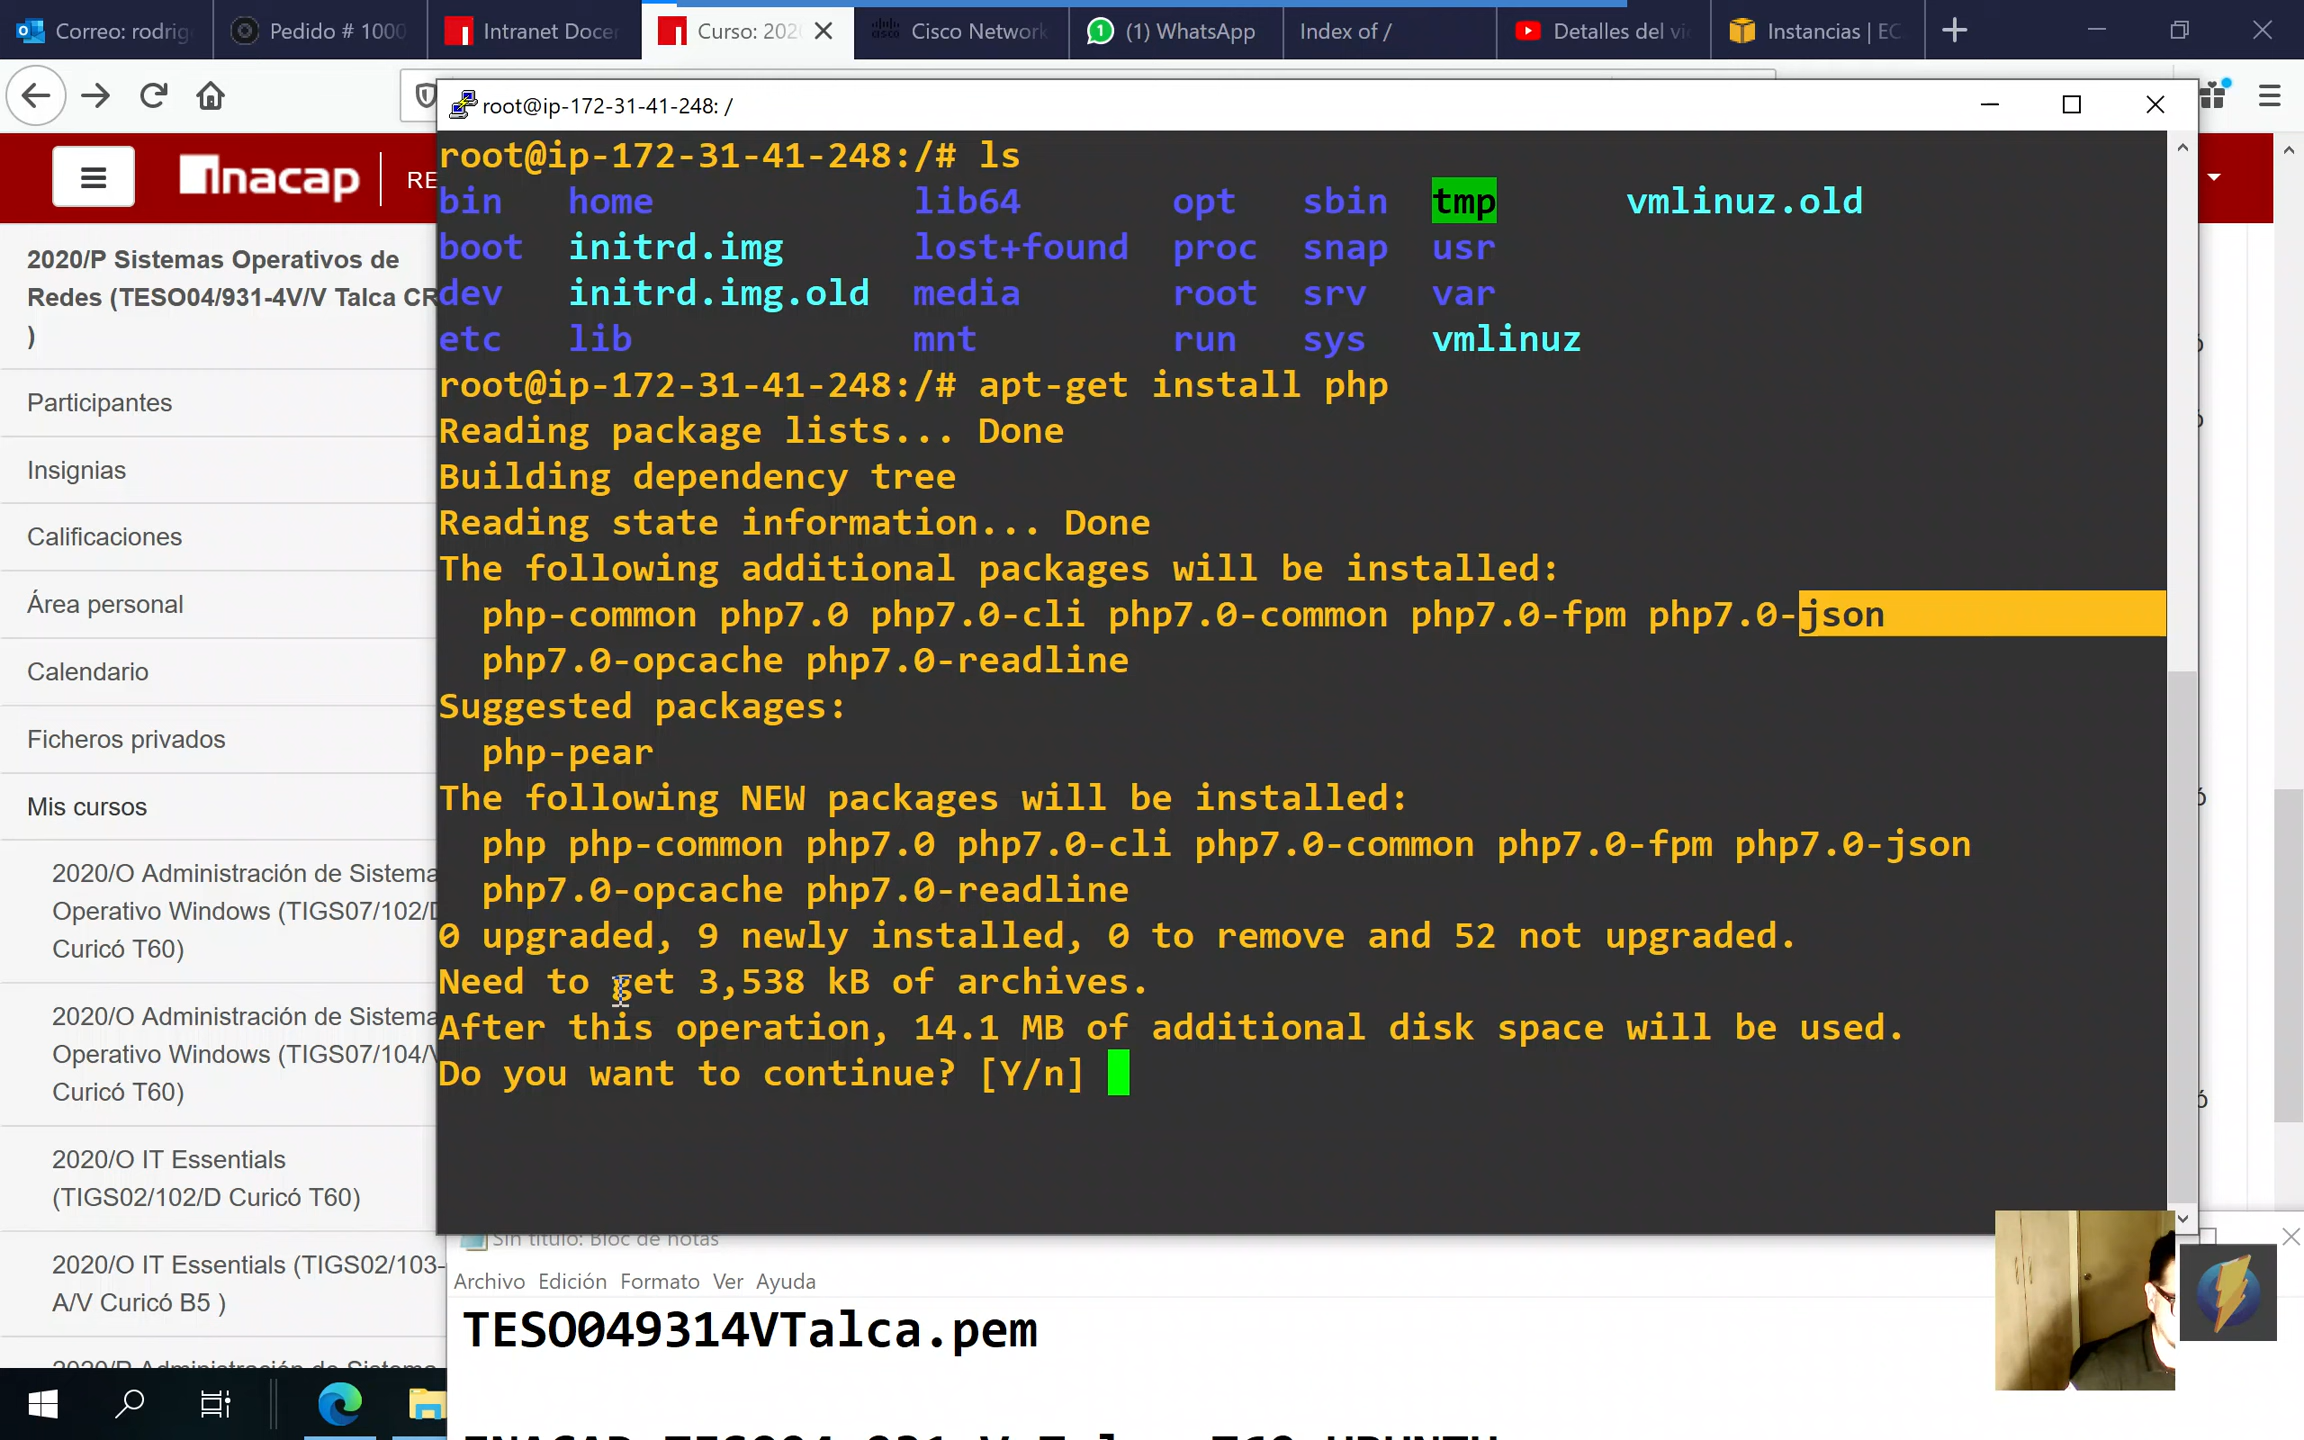 Correo: rodrig
Pedido # 1000
Intranet Docen
Curso: 202
Cisco Network
(1) WhatsApp
Index of /
Detalles del vi
Instancias | EC
root@ip-172-31-41-248: /
Inacap
RE
2020/P Sistemas Operativos de
Redes (TESO04/931-4V/V Talca CR
)
Participantes
Insignias
Calificaciones
Área personal
Calendario
Ficheros privados
Mis cursos
2020/O Administración de Sistema
Operativo Windows (TIGS07/102/D
Curicó T60)
2020/O Administración de Sistema
Operativo Windows (TIGS07/104/V
Curicó T60)
2020/O IT Essentials
(TIGS02/102/D Curicó T60)
2020/O IT Essentials (TIGS02/103-
A/V Curicó B5 )
root@ip-172-31-41-248:/# ls
bin home lib64 opt sbin tmp vmlinuz.old
boot initrd.img lost+found proc snap usr
dev initrd.img.old media root srv var
etc lib mnt run sys vmlinuz
root@ip-172-31-41-248:/# apt-get install php
Reading package lists... Done
Building dependency tree
Reading state information... Done
The following additional packages will be installed:
php-common php7.0 php7.0-cli php7.0-common php7.0-fpm php7.0-json
php7.0-opcache php7.0-readline
Suggested packages:
php-pear
The following NEW packages will be installed:
php php-common php7.0 php7.0-cli php7.0-common php7.0-fpm php7.0-json
php7.0-opcache php7.0-readline
0 upgraded, 9 newly installed, 0 to remove and 52 not upgraded.
Need to get 3,538 kB of archives.
After this operation, 14.1 MB of additional disk space will be used.
Do you want to continue? [Y/n]
Sin título: Bloc de notas
Archivo Edición Formato Ver Ayuda
TESO049314VTalca.pem